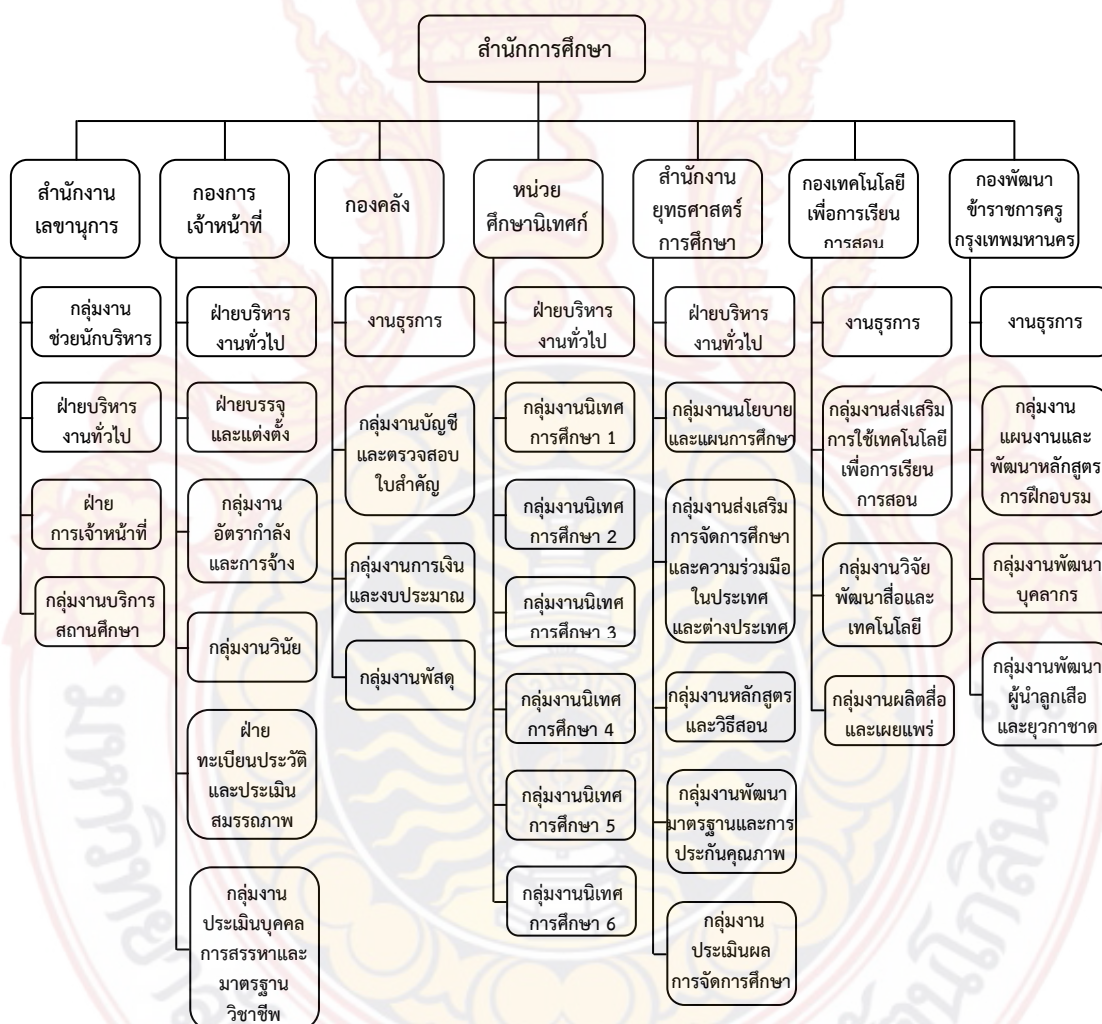 สำนักการศึกษา
สำนักงาน
เลขานุการ
กลุ่มงาน
ช่วยนักบริหาร
ฝ่ายบริหาร
งานทั่วไป
ฝ่าย
การเจ้าหน้าที่
กลุ่มงานบริการ
สถานศึกษา
กองการ
เจ้าหน้าที่
ฝ่ายบริหาร
งานทั่วไป
ฝ่ายบรรจุ
และแต่งตั้ง
กลุ่มงาน
อัตรากำลัง
และการจ้าง
กลุ่มงานวินัย
ฝ่าย
ทะเบียนประวัติ
และประเมิน
สมรรถภาพ
กลุ่มงาน
ประเมินบุคคล
การสรรหาและ
มาตรฐาน
วิชาชีพ
กองคลัง
งานธุรการ
กลุ่มงานบัญชี
และตรวจสอบ
ใบสำคัญ
กลุ่มงานการเงิน
และงบประมาณ
กลุ่มงานพัสดุ
หน่วย
ศึกษานิเทศก์
ฝ่ายบริหาร
งานทั่วไป
กลุ่มงานนิเทศ
การศึกษา 1
กลุ่มงานนิเทศ
การศึกษา 2
กลุ่มงานนิเทศ
การศึกษา 3
กลุ่มงานนิเทศ
การศึกษา 4
กลุ่มงานนิเทศ
การศึกษา 5
กลุ่มงานนิเทศ
การศึกษา 6
สำนักงาน
ยุทธศาสตร์
การศึกษา
ฝ่ายบริหาร
งานทั่วไป
กลุ่มงานนโยบาย
และแผนการศึกษา
กลุ่มงานส่งเสริม
การจัดการศึกษา
และความร่วมมือ
ในประเทศ
และต่างประเทศ
กลุ่มงานหลักสูตร
และวิธีสอน
กลุ่มงานพัฒนา
มาตรฐานและการ
ประกันคุณภาพ
กลุ่มงาน
ประเมินผล
การจัดการศึกษา
กองเทคโนโลยี
เพื่อการเรียน
การสอน
งานธุรการ
กลุ่มงานส่งเสริม
การใช้เทคโนโลยี
เพื่อการเรียน
การสอน
กลุ่มงานวิจัย
พัฒนาสื่อและ
เทคโนโลยี
กลุ่มงานผลิตสื่อ
และเผยแพร่
กองพัฒนา
ข้าราชการครู
กรุงเทพมหานคร
งานธุรการ
กลุ่มงาน
แผนงานและ
พัฒนาหลักสูตร
การฝึกอบรม
กลุ่มงานพัฒนา
บุคลากร
กลุ่มงานพัฒนา
ผู้นำลูกเสือ
และยุวกาชาด